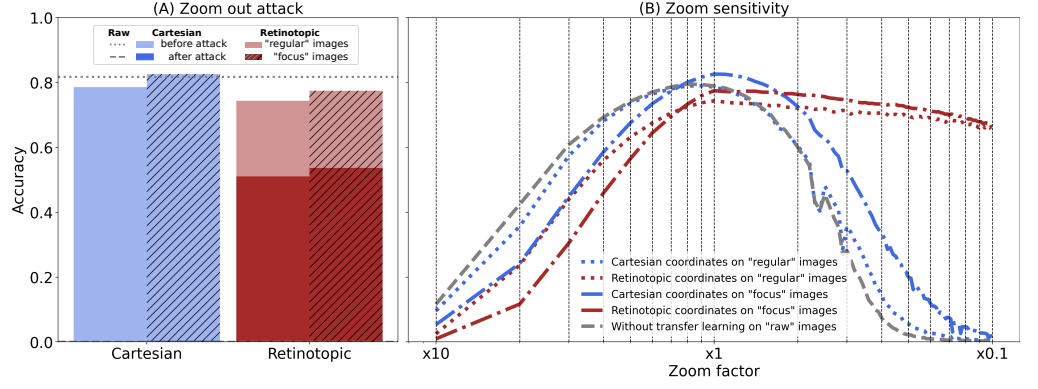 (A) Zoom out attack
(B) Zoom sensitivity
Raw Cartesian Retinotopic
before attack "regular" images
after attack "focus" images
1.0
0.8
0.6
0.4
0.2
0.0
Accuracy
Cartesian Retinotopic
Cartesian coordinates on "regular" images
Retinotopic coordinates on "regular" images
Cartesian coordinates on "focus" images
Retinotopic coordinates on "focus" images
Without transfer learning on "raw" images
x10 x1 x0.1
Zoom factor